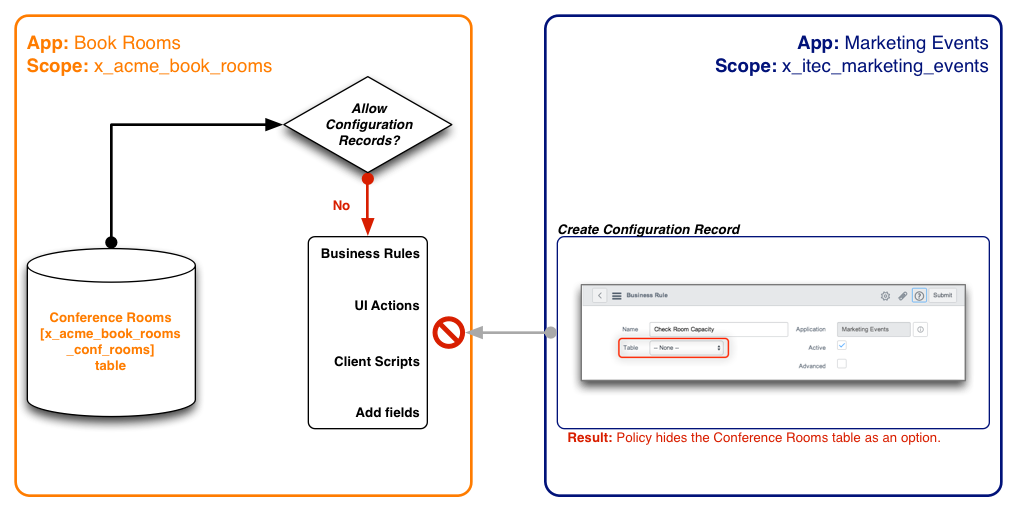 App: Book Rooms
Scope: x_acme_book_rooms
Allow
Configuration
Records?
No
Business Rules
UI Actions
Client Scripts
Add fields
Conference Rooms
[x_acme_book_rooms
_conf_rooms]
table
App: Marketing Events
Scope: x_itec_marketing_events
Create Configuration Record
Business Rule
Submit
Name Check Room Capacity Application Marketing Events
Table -- None -- Active
Advanced
Result: Policy hides the Conference Rooms table as an option.